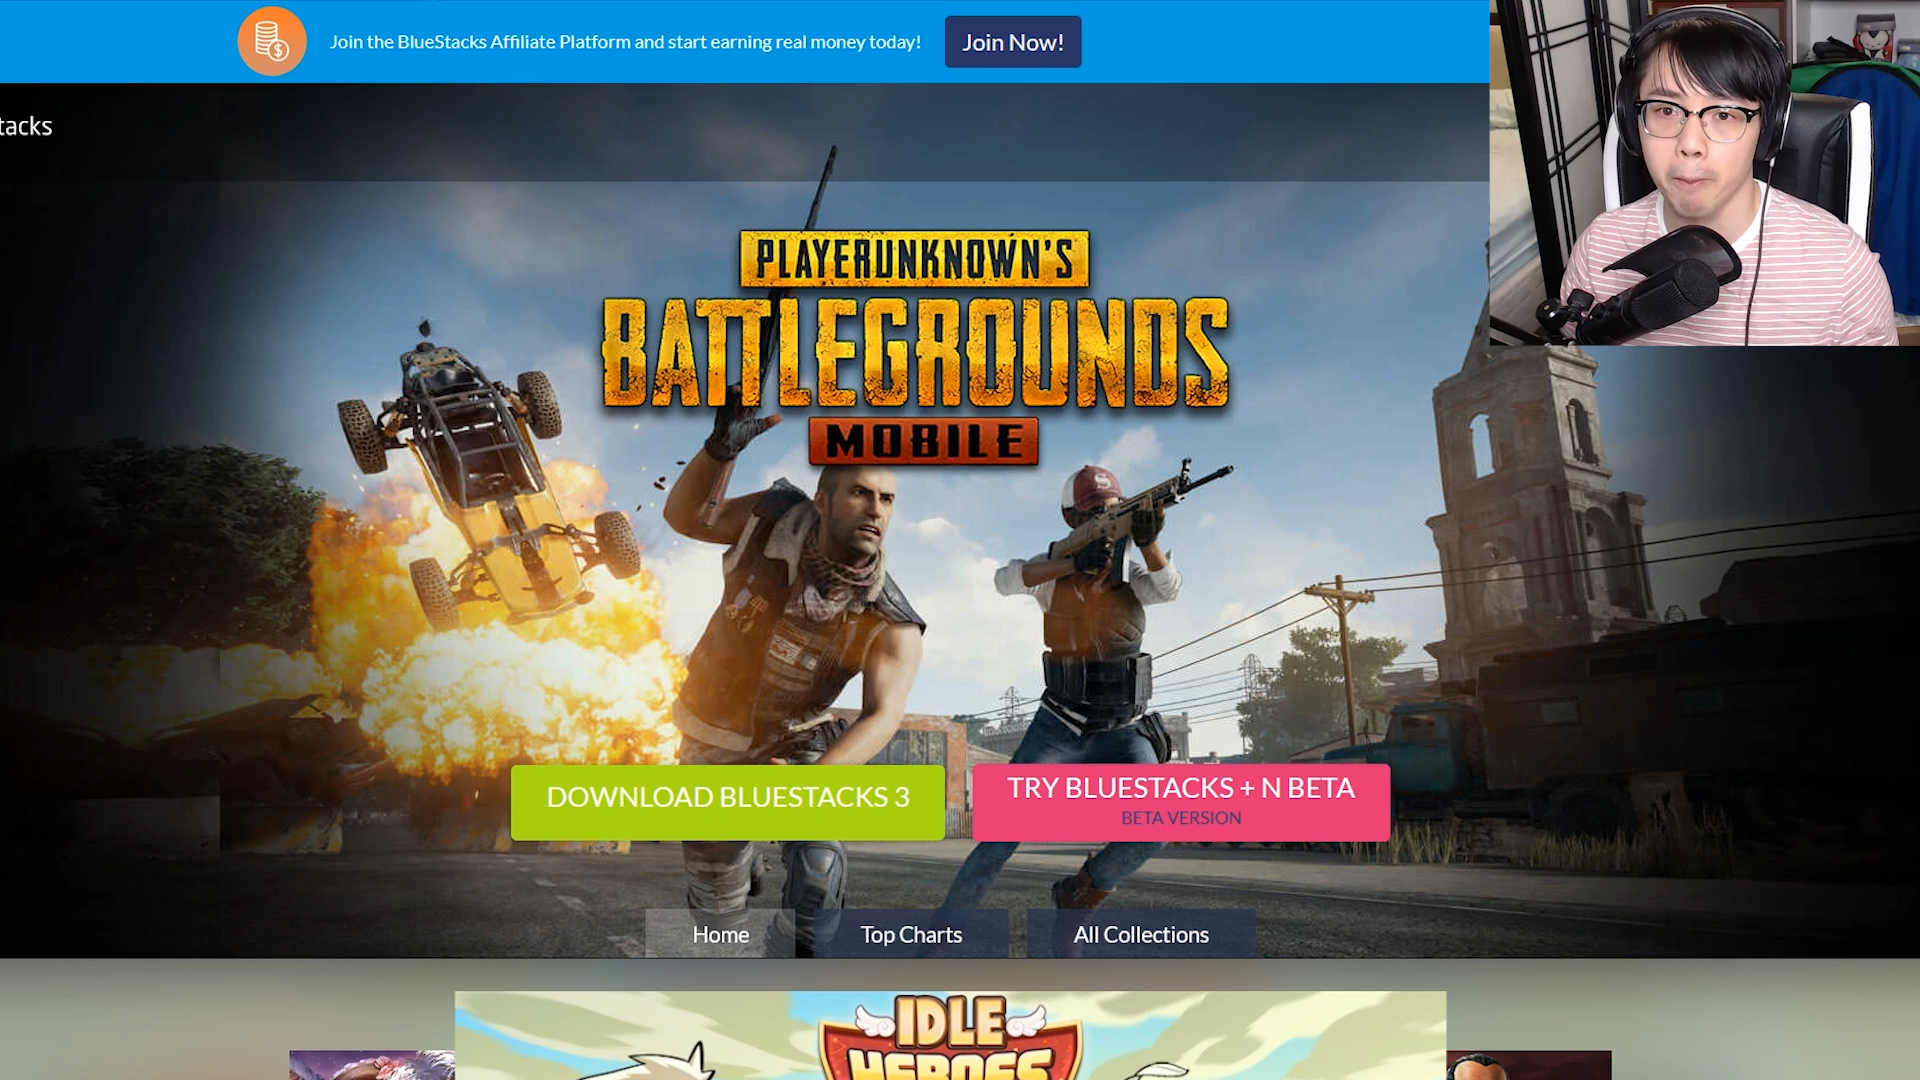 Join the BlueStacks Affiliate Platform and start earning real money today!
Join Now!
tacks
PLAYERUNKNOWN'S
BATTLEGROUNDS
MOBILE
DOWNLOAD BLUESTACKS 3
TRY BLUESTACKS + N BETA
BETA VERSION
Home
Top Charts
All Collections
IDLE
HEROES